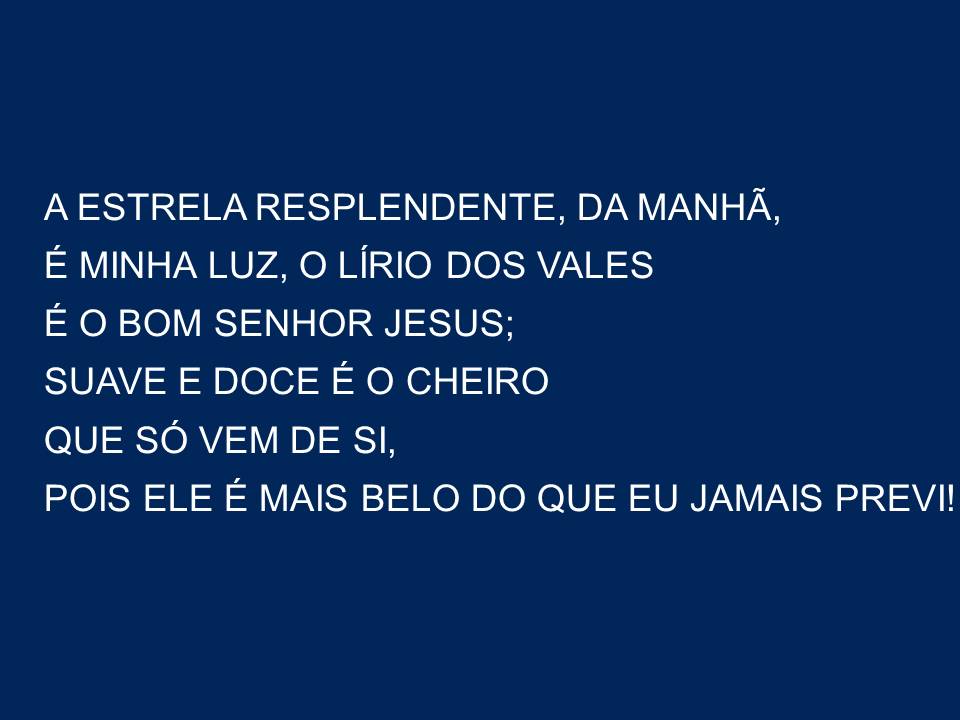 A ESTRELA RESPLENDENTE, DA MANHÃ,
É MINHA LUZ, O LÍRIO DOS VALES
É O BOM SENHOR JESUS;
SUAVE E DOCE É O CHEIRO
QUE SÓ VEM DE SI,
POIS ELE É MAIS BELO DO QUE EU JAMAIS PREVI!